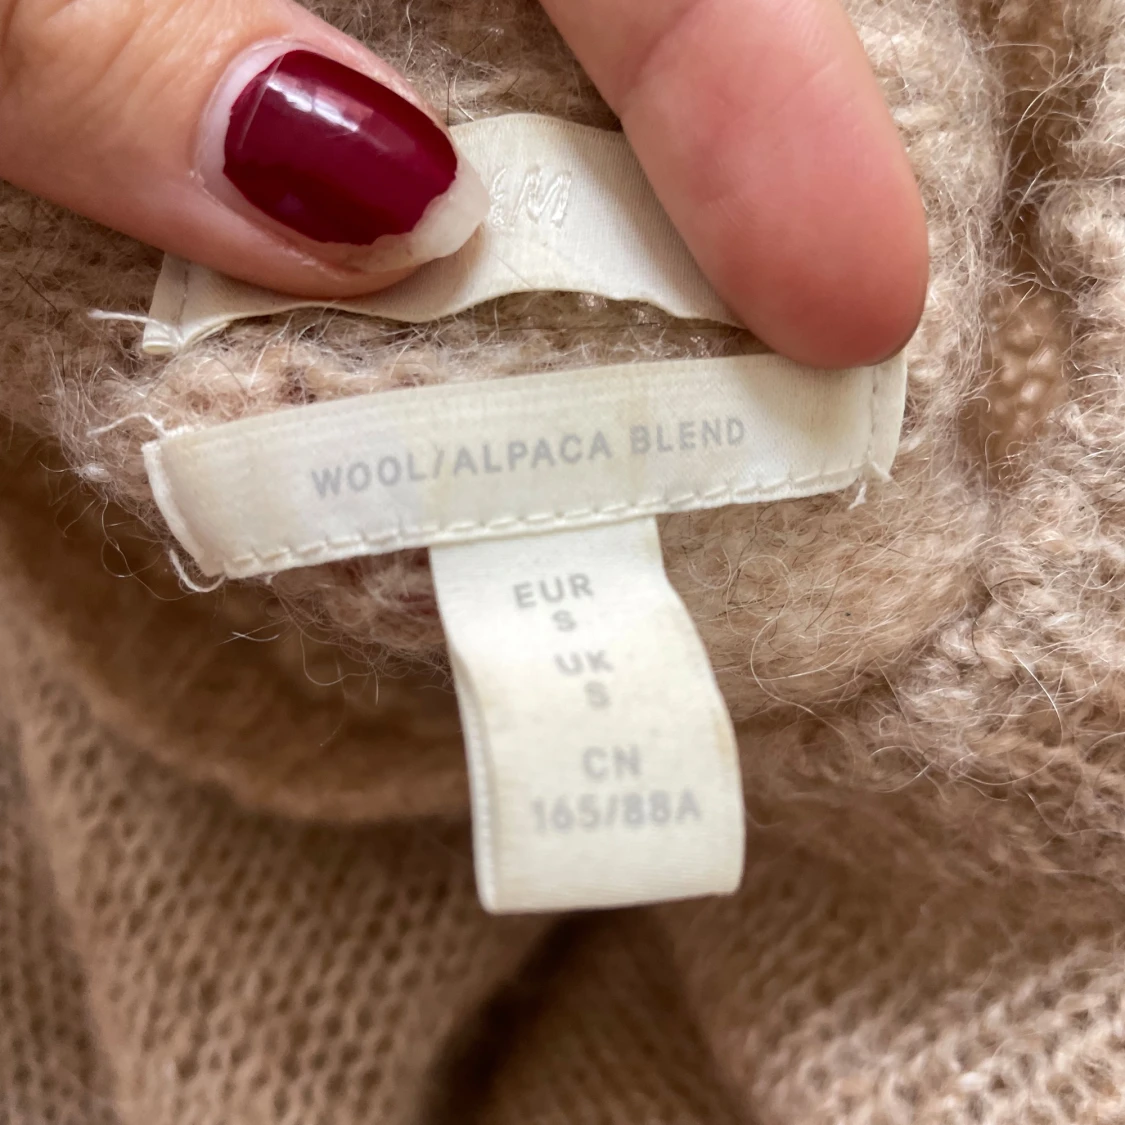 &M
WOOL/ALPACA BLEND
EUR
S
UK
S
CN
165/88A